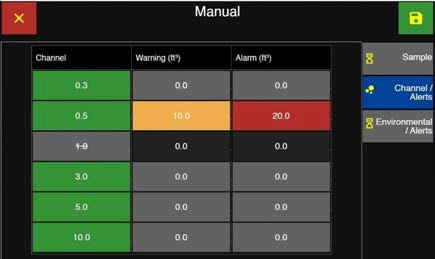 Manual
Channel Warning (ft³) Alarm (ft³)
0.3 0.0 0.0
0.5 10.0 20.0
1.0 0.0 0.0
3.0 0.0 0.0
5.0 0.0 0.0
10.0 0.0 0.0
Sample
Channel /
Alerts
Environmental
/ Alerts